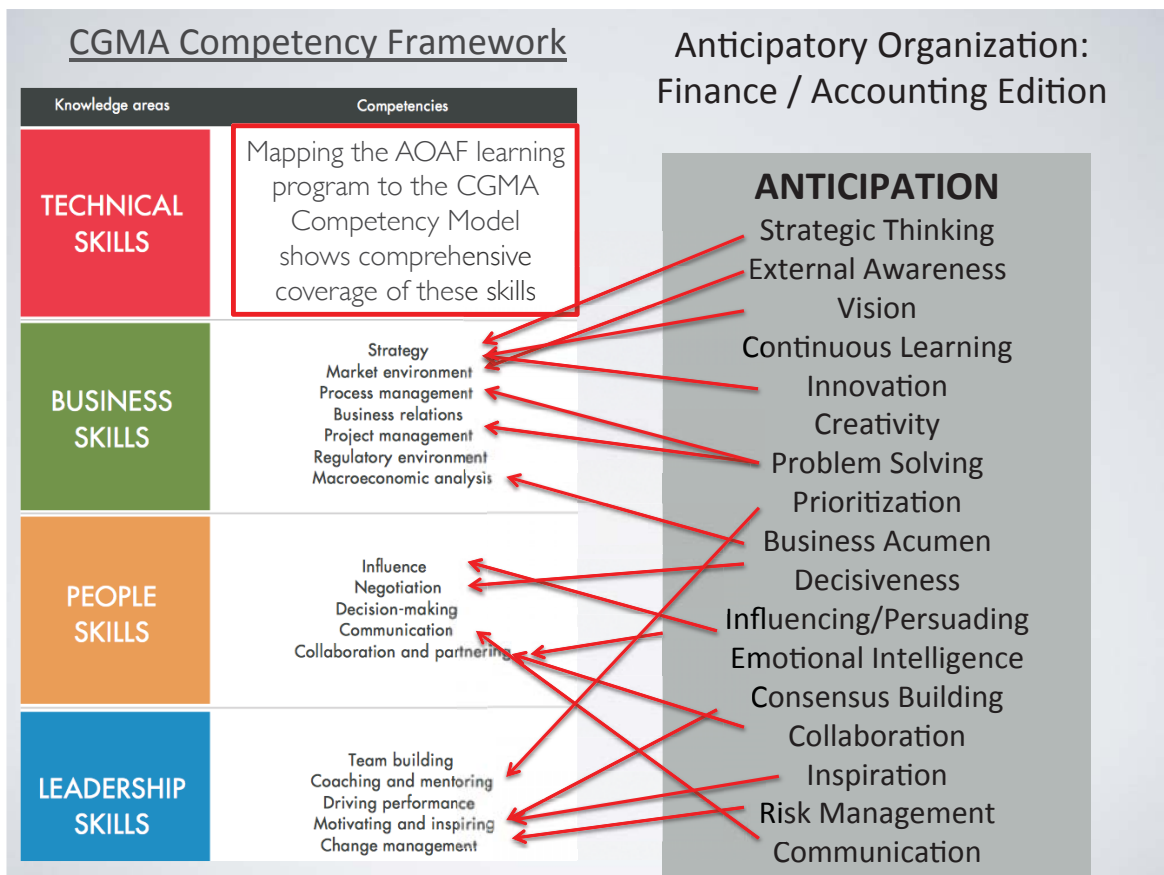 CGMA Competency Framework
Knowledge areas
Competencies
TECHNICAL
SKILLS
Mapping the AOAF learning
program to the CGMA
Competency Model
shows comprehensive
coverage of these skills
BUSINESS
SKILLS
Strategy
Market environment
Process management
Business relations
Project management
Regulatory environment
Macroeconomic analysis
PEOPLE
SKILLS
Influence
Negotiation
Decision-making
Communication
Collaboration and partnering
LEADERSHIP
SKILLS
Team building
Coaching and mentoring
Driving performance
Motivating and inspiring
Change management
Anticipatory Organization:
Finance / Accounting Edition
ANTICIPATION
Strategic Thinking
External Awareness
Vision
Continuous Learning
Innovation
Creativity
Problem Solving
Prioritization
Business Acumen
Decisiveness
Influencing/Persuading
Emotional Intelligence
Consensus Building
Collaboration
Inspiration
Risk Management
Communication